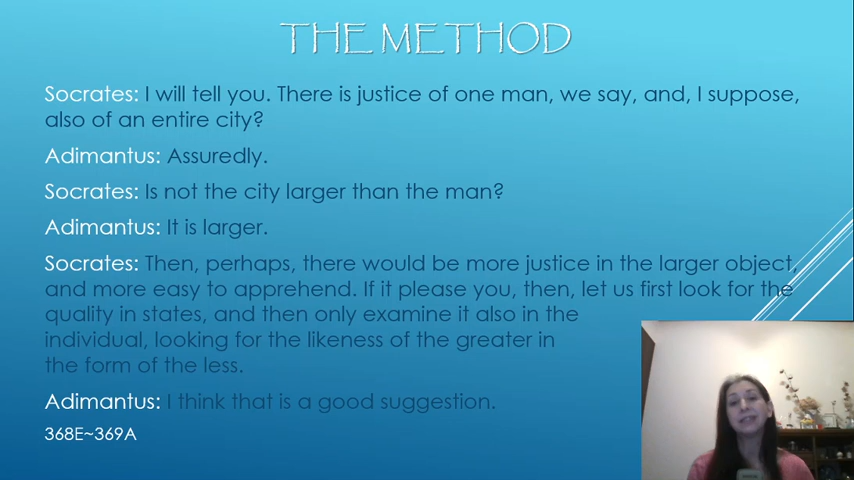 THE METHOD
Socrates: I will tell you. There is justice of one man, we say, and, I suppose,
also of an entire city?
Adimantus: Assuredly.
Socrates: Is not the city larger than the man?
Adimantus: It is larger.
Socrates: Then, perhaps, there would be more justice in the larger object,
and more easy to apprehend. If it please you, then, let us first look for the
quality in states, and then only examine it also in the
individual, looking for the likeness of the greater in
the form of the less.
Adimantus: I think that is a good suggestion.
368E~369A